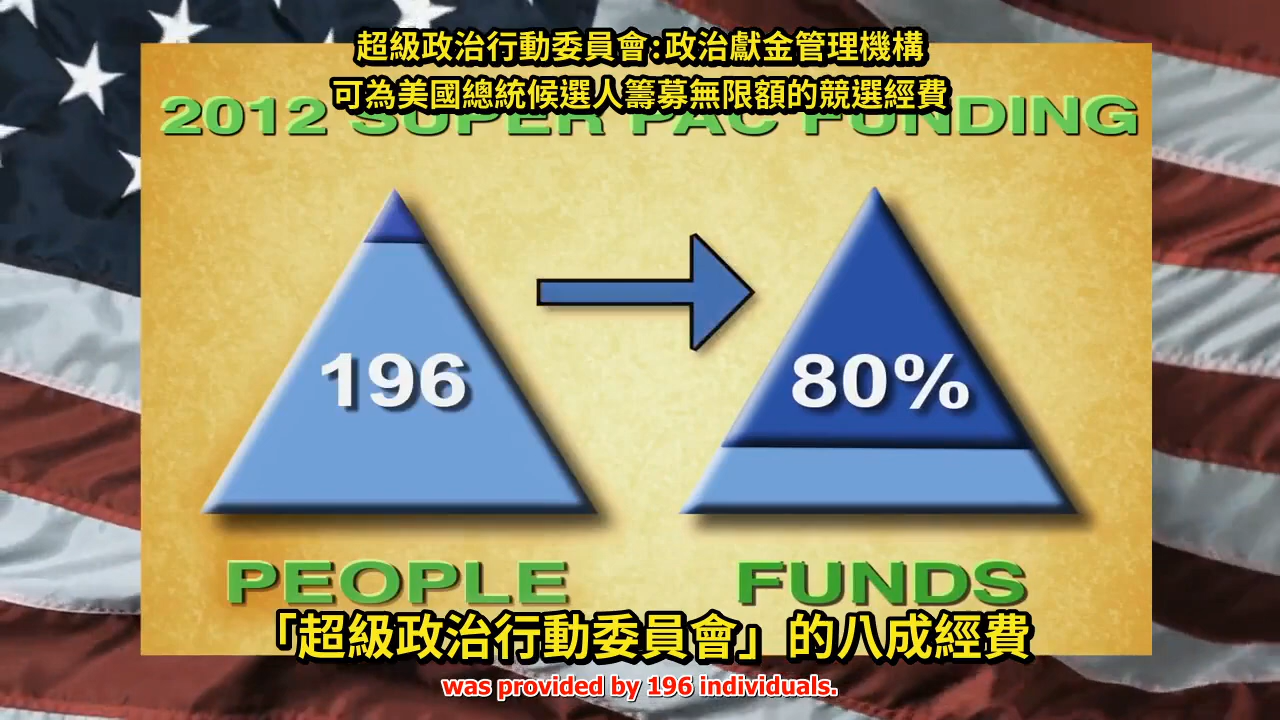 超級政治行動委員會:政治獻金管理機構
可為美國總統候選人籌募無限額的競選經費
2012 SUPER PAC FUNDING
196
80%
PEOPLE
FUNDS
「超級政治行動委員會」的八成經費
was provided by 196 individuals.